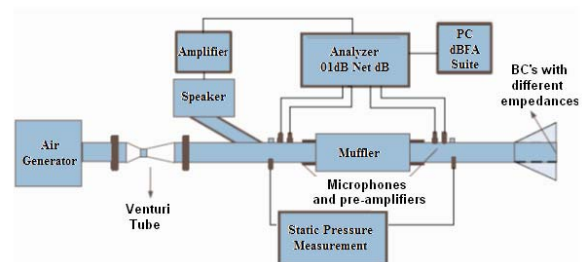 Amplifier
Analyzer
01dB Net dB
PC
dBFA
Suite
BC's with
different
empedances
Speaker
Air
Generator
Muffler
Venturi
Tube
Microphones
and pre-amplifiers
Static Pressure
Measurement